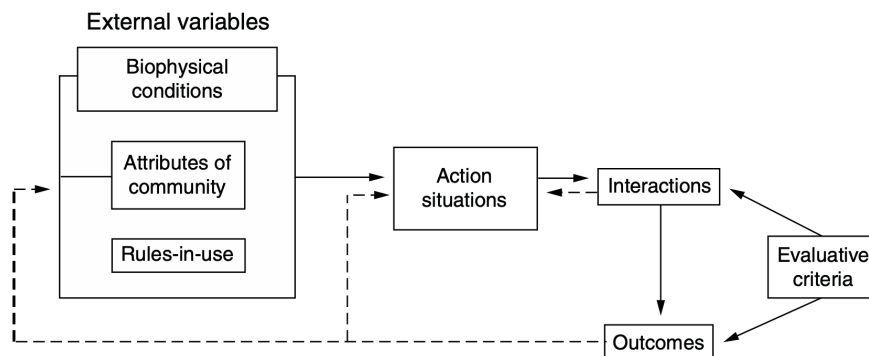 External variables
Biophysical
conditions
Attributes of
community
Rules-in-use
Action
situations
Interactions
Evaluative
criteria
Outcomes